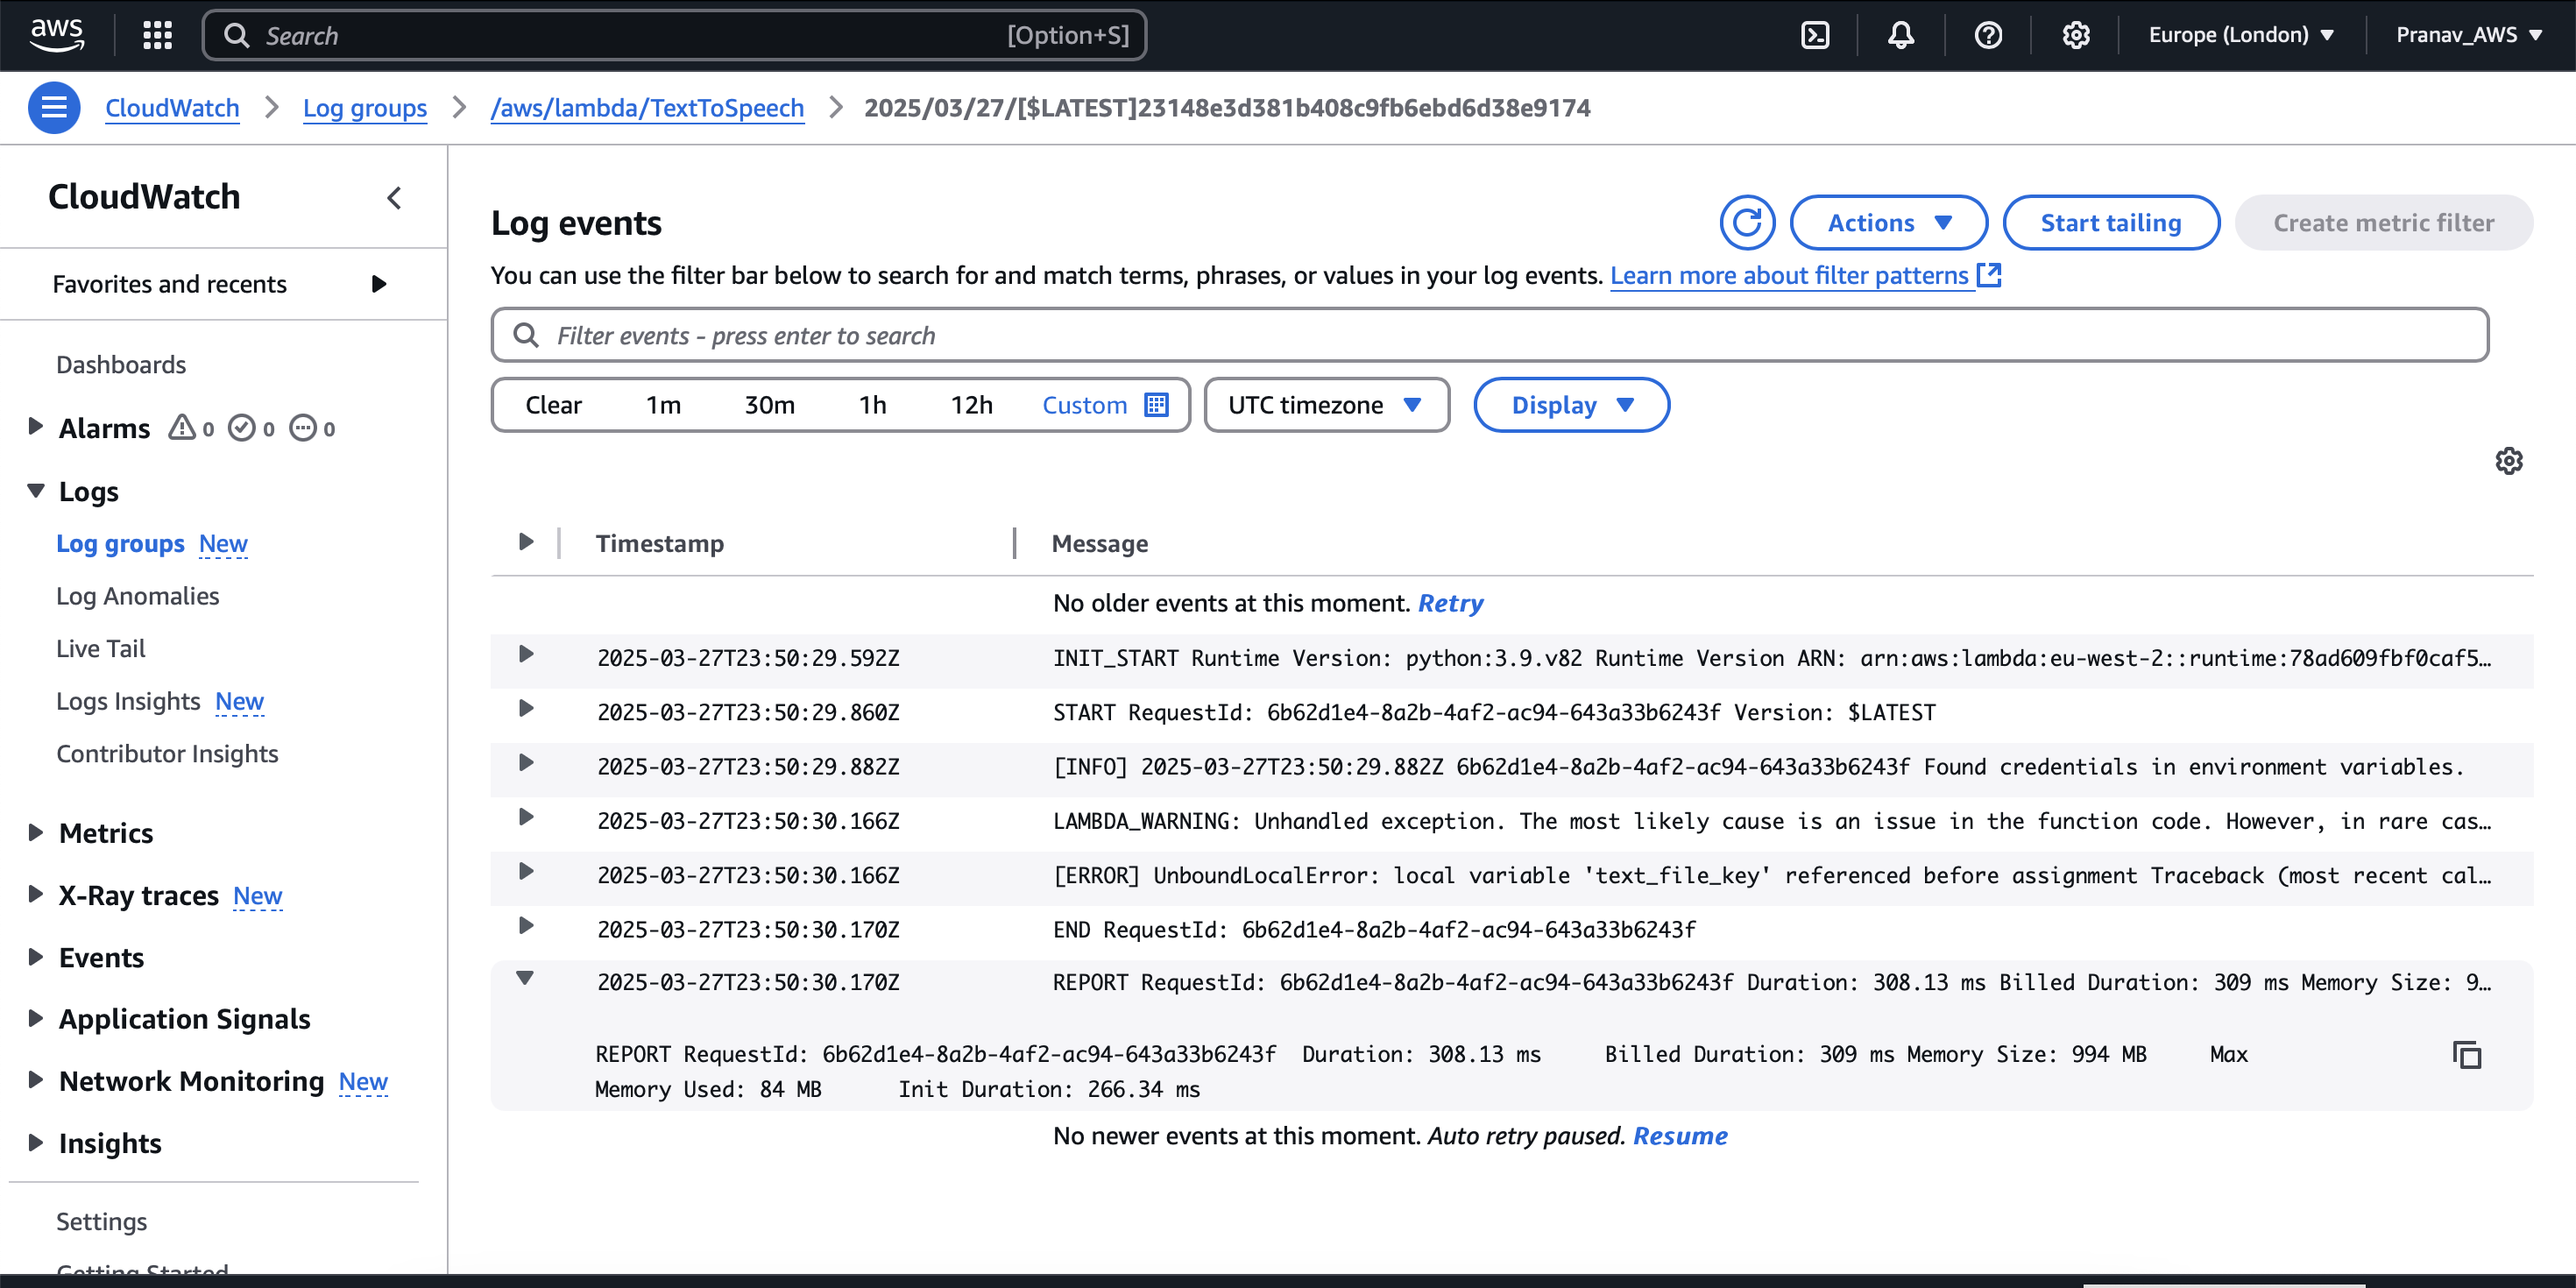 aws
Search [Option+S]
Europe (London)
Pranav_AWS
CloudWatch
Log groups
/aws/lambda/TextToSpeech
2025/03/27/[$LATEST]23148e3d381b408c9fb6ebd6d38e9174
CloudWatch
Favorites and recents
Dashboards
Alarms 0 0 0
Logs
Log groups New
Log Anomalies
Live Tail
Logs Insights New
Contributor Insights
Metrics
X-Ray traces New
Events
Application Signals
Network Monitoring New
Insights
Settings
Getting Started
Log events
Actions
Start tailing
Create metric filter
You can use the filter bar below to search for and match terms, phrases, or values in your log events. Learn more about filter patterns
Filter events - press enter to search
Clear 1m 30m 1h 12h Custom UTC timezone Display
Timestamp Message
No older events at this moment. Retry
2025-03-27T23:50:29.592Z INIT_START Runtime Version: python:3.9.v82 Runtime Version ARN: arn:aws:lambda:eu-west-2::runtime:78ad609fbf0caf5…
2025-03-27T23:50:29.860Z START RequestId: 6b62d1e4-8a2b-4af2-ac94-643a33b6243f Version: $LATEST
2025-03-27T23:50:29.882Z [INFO] 2025-03-27T23:50:29.882Z 6b62d1e4-8a2b-4af2-ac94-643a33b6243f Found credentials in environment variables.
2025-03-27T23:50:30.166Z LAMBDA_WARNING: Unhandled exception. The most likely cause is an issue in the function code. However, in rare cas…
2025-03-27T23:50:30.166Z [ERROR] UnboundLocalError: local variable 'text_file_key' referenced before assignment Traceback (most recent cal…
2025-03-27T23:50:30.170Z END RequestId: 6b62d1e4-8a2b-4af2-ac94-643a33b6243f
2025-03-27T23:50:30.170Z REPORT RequestId: 6b62d1e4-8a2b-4af2-ac94-643a33b6243f Duration: 308.13 ms Billed Duration: 309 ms Memory Size: 9…
REPORT RequestId: 6b62d1e4-8a2b-4af2-ac94-643a33b6243f Duration: 308.13 ms Billed Duration: 309 ms Memory Size: 994 MB Max
Memory Used: 84 MB Init Duration: 266.34 ms
No newer events at this moment. Auto retry paused. Resume